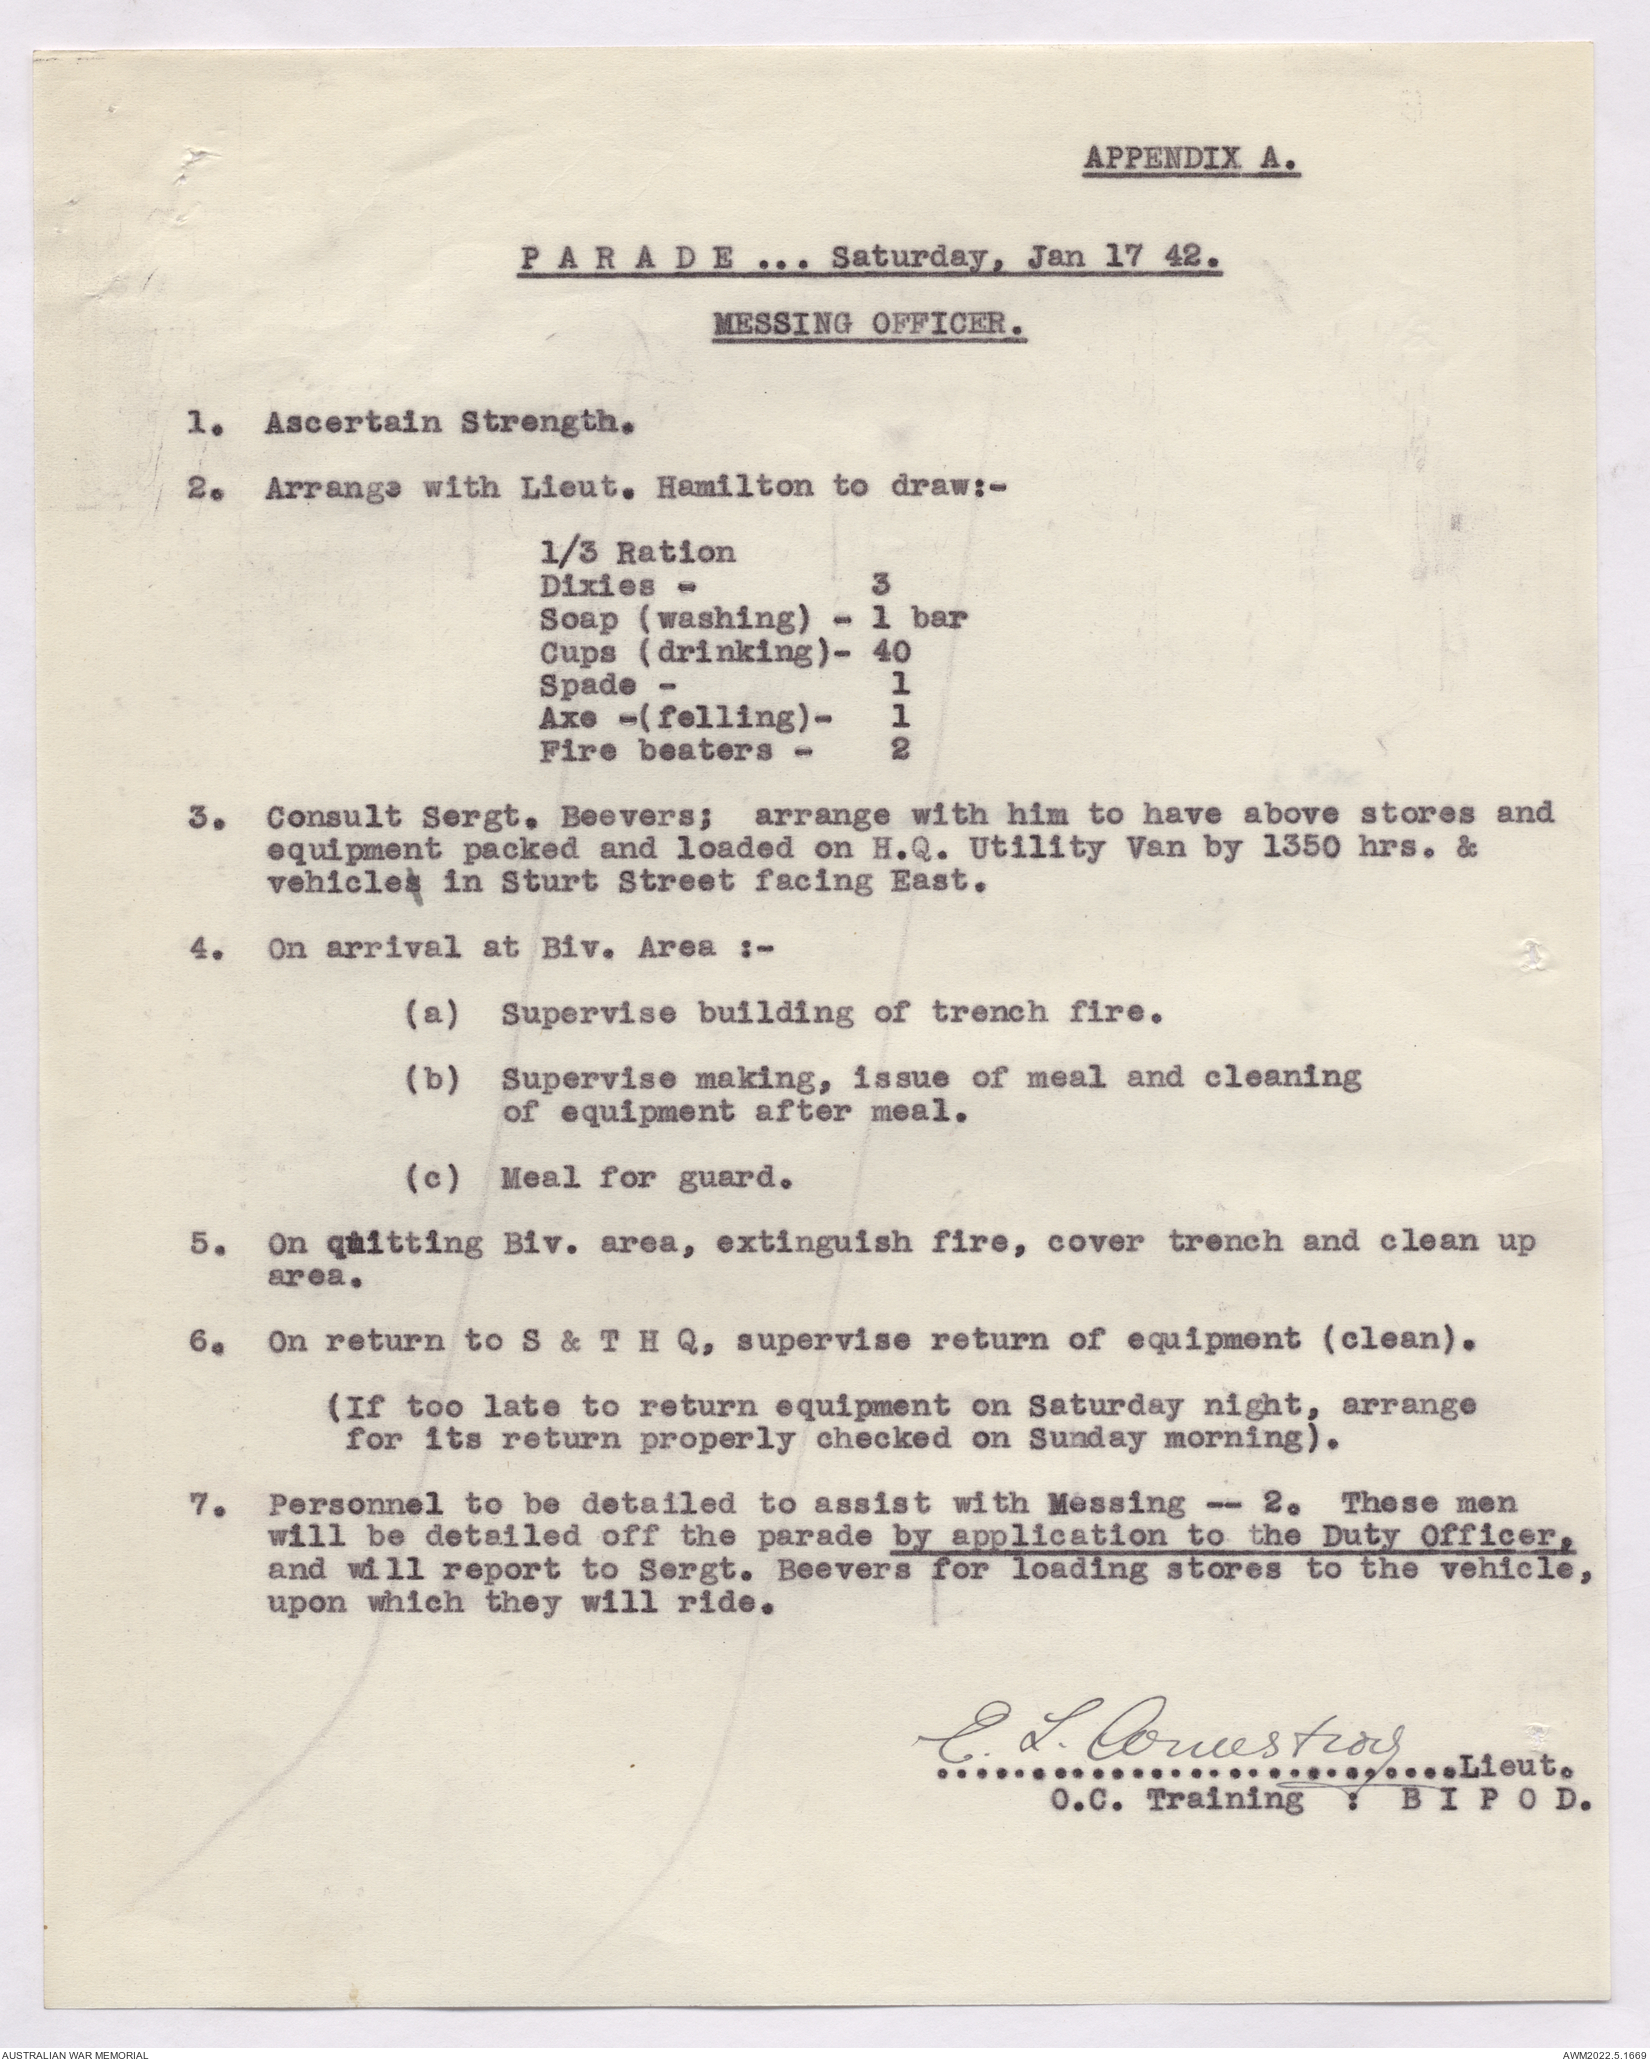 APPENDIX A.
P A R A D E ... Saturday, Jan 17 42.
MESSING OFFICER.
1. Ascertain Strength.
2. Arrange with Lieut. Hamilton to draw:-
1/3 Ration
Dixies - 3
Soap (washing) - 1 bar
Cups (drinking)- 40
Spade - 1
Axe -(felling)- 1
Fire beaters - 2
3. Consult Sergt. Beevers; arrange with him to have above stores and
equipment packed and loaded on H.Q. Utility Van by 1350 hrs. &
vehicle in Sturt Street facing East.
4. On arrival at Biv. Area :-
(a) Supervise building of trench fire.
(b) Supervise making, issue of meal and cleaning
of equipment after meal.
(c) Meal for guard.
5. On quitting Biv. area, extinguish fire, cover trench and clean up
area.
6. On return to S & T H Q, supervise return of equipment (clean).
(If too late to return equipment on Saturday night, arrange
for its return properly checked on Sunday morning).
7. Personnel to be detailed to assist with Messing -- 2. These men
will be detailed off the parade by application to the Duty Officer,
and will report to Sergt. Beevers for loading stores to the vehicle,
upon which they will ride.
E. L. Armestrong
...........................Lieut.
O.C. Training : B I P O D.
AUSTRALIAN WAR MEMORIAL
AWM2022.5.1669